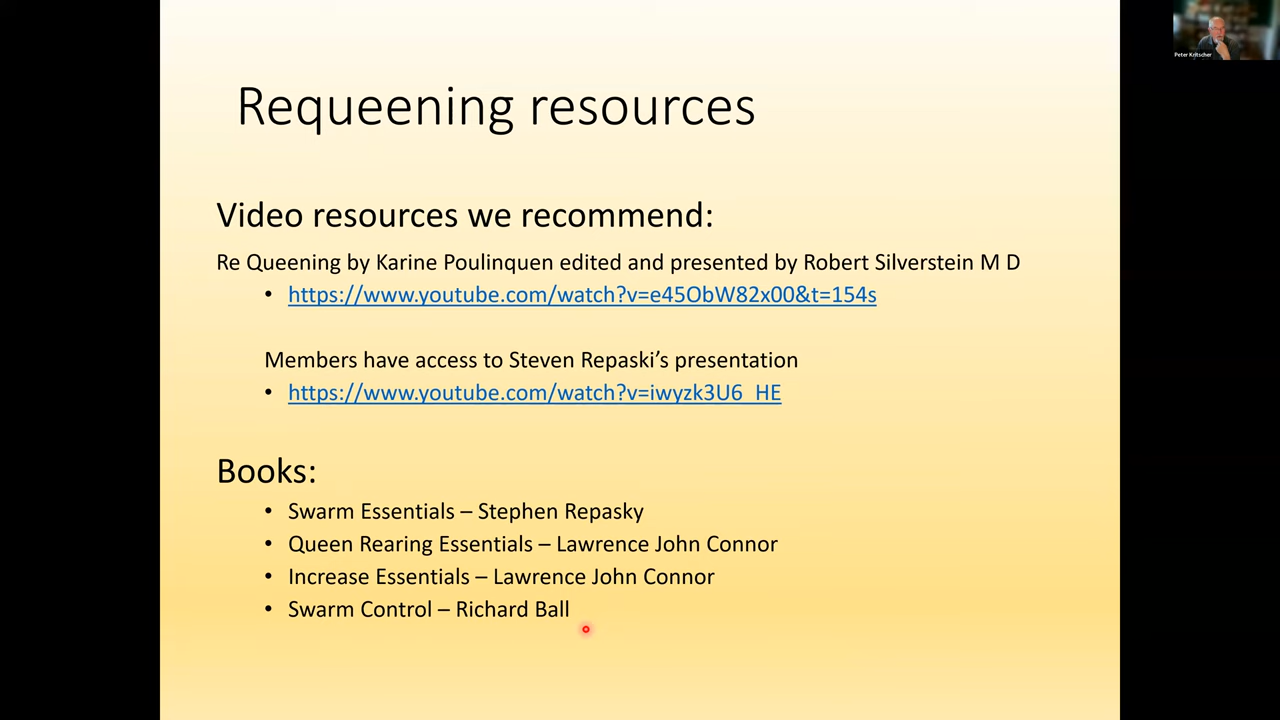 Requeening resources
Peter Kritscher
Video resources we recommend:
Re Queening by Karine Poulinquen edited and presented by Robert Silverstein M D
• https://www.youtube.com/watch?v=e45ObW82x00&t=154s
Members have access to Steven Repaski’s presentation
• https://www.youtube.com/watch?v=iwyzk3U6_HE
Books:
• Swarm Essentials – Stephen Repasky
• Queen Rearing Essentials – Lawrence John Connor
• Increase Essentials – Lawrence John Connor
• Swarm Control – Richard Ball